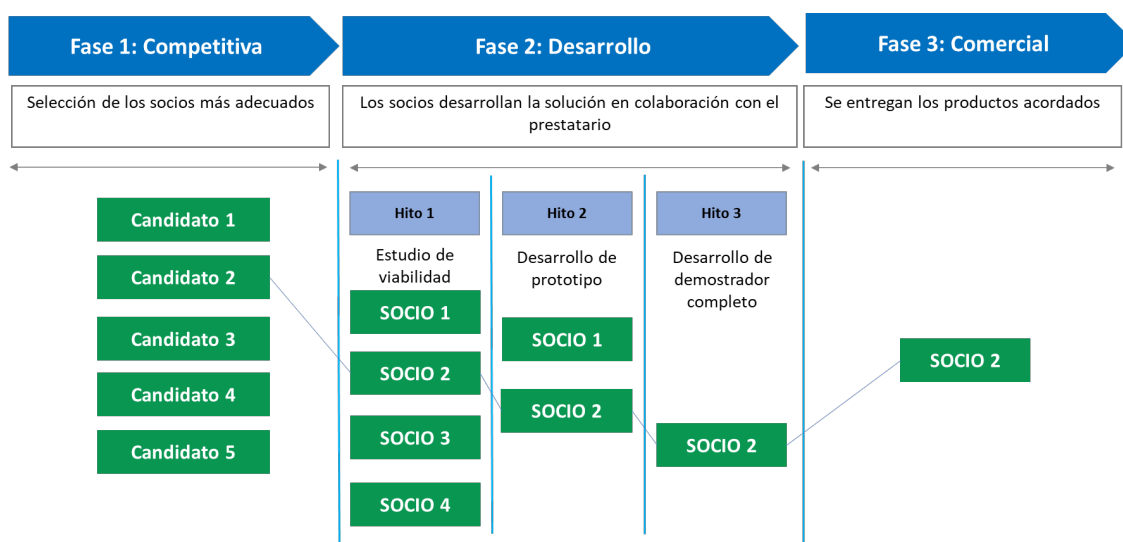 Fase 1: Competitiva
Fase 2: Desarrollo
Fase 3: Comercial
Selección de los socios más adecuados
Los socios desarrollan la solución en colaboración con el
prestatario
Se entregan los productos acordados
Candidato 1
Candidato 2
Candidato 3
Candidato 4
Candidato 5
Hito 1
Estudio de
viabilidad
SOCIO 1
SOCIO 2
SOCIO 3
SOCIO 4
Hito 2
Desarrollo de
prototipo
SOCIO 1
SOCIO 2
Hito 3
Desarrollo de
demostrador
completo
SOCIO 2
SOCIO 2